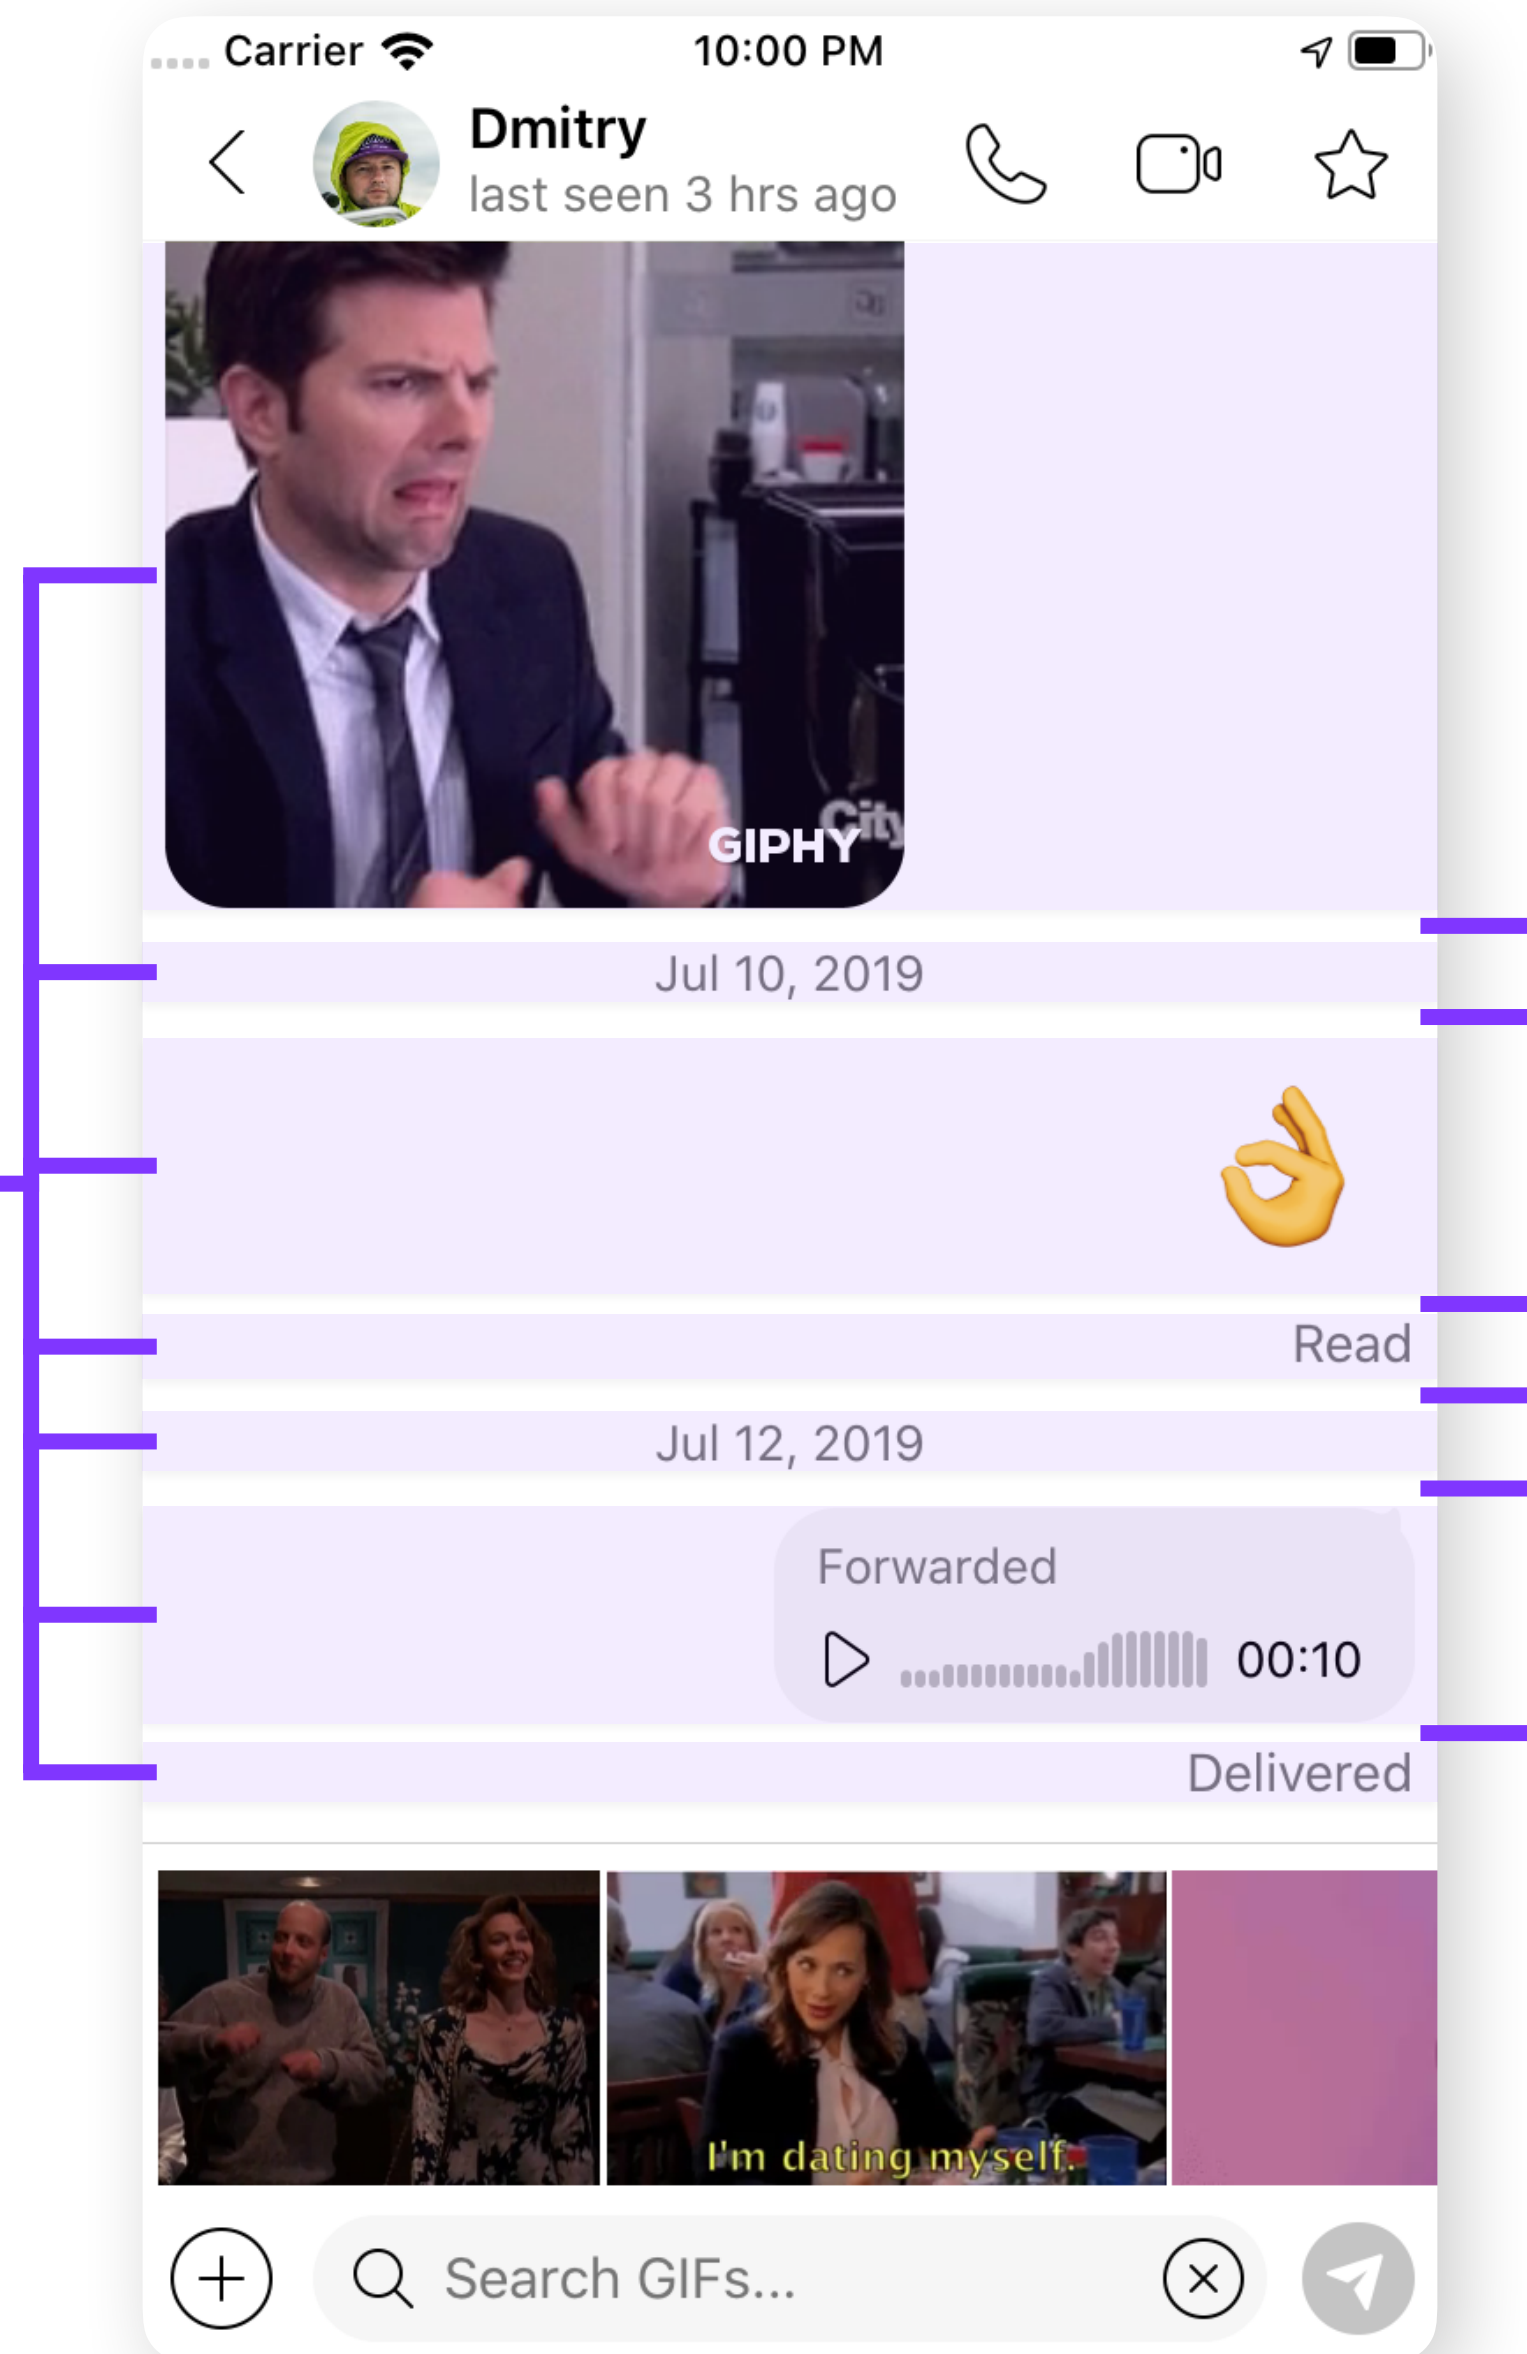 Carrier 10:00 PM
Dmitry
last seen 3 hrs ago
City
GIPHY
Jul 10, 2019
Read
Jul 12, 2019
Forwarded
00:10
Delivered
I'm dating myself.
Search GIFs...